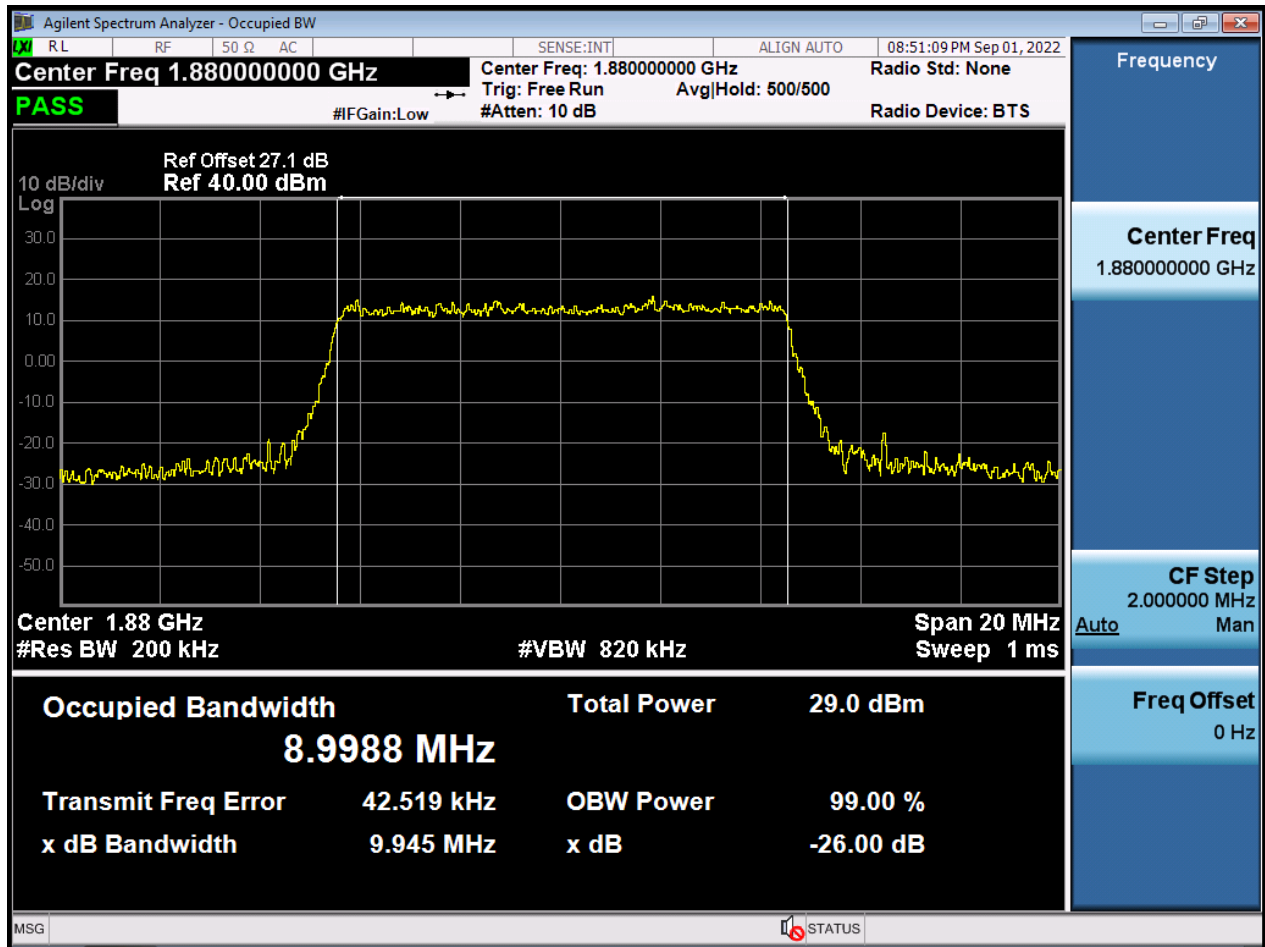 Agilent Spectrum Analyzer - Occupied BW
LXI RL RF 50 Ω AC SENSE:INT ALIGN AUTO 08:51:09 PM Sep 01, 2022
Center Freq 1.880000000 GHz
PASS
#IFGain:Low
Center Freq: 1.880000000 GHz
Trig: Free Run Avg|Hold: 500/500
#Atten: 10 dB
Radio Std: None
Radio Device: BTS
Ref Offset 27.1 dB
10 dB/div Ref 40.00 dBm
Log
30.0
20.0
10.0
0.00
-10.0
-20.0
-30.0
-40.0
-50.0
Center 1.88 GHz Span 20 MHz
#Res BW 200 kHz #VBW 820 kHz Sweep 1 ms
Occupied Bandwidth Total Power 29.0 dBm
8.9988 MHz
Transmit Freq Error 42.519 kHz OBW Power 99.00 %
x dB Bandwidth 9.945 MHz x dB -26.00 dB
MSG STATUS
Frequency
Center Freq
1.880000000 GHz
CF Step
2.000000 MHz
Auto Man
Freq Offset
0 Hz